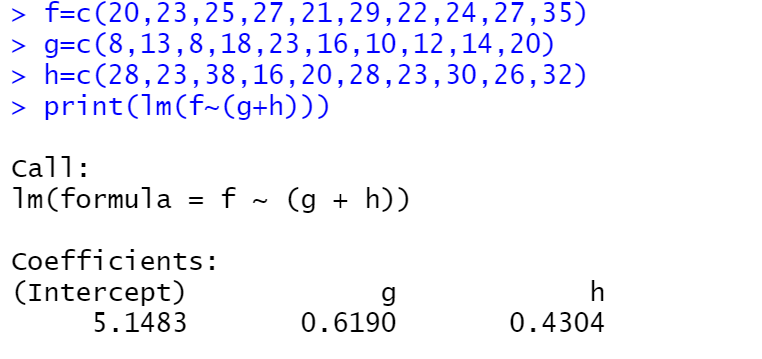 > f=c(20,23,25,27,21,29,22,24,27,35)
> g=c(8,13,8,18,23,16,10,12,14,20)
> h=c(28,23,38,16,20,28,23,30,26,32)
> print(lm(f~(g+h)))
Call:
lm(formula = f ~ (g + h))
Coefficients:
(Intercept)            g            h
     5.1483       0.6190       0.4304